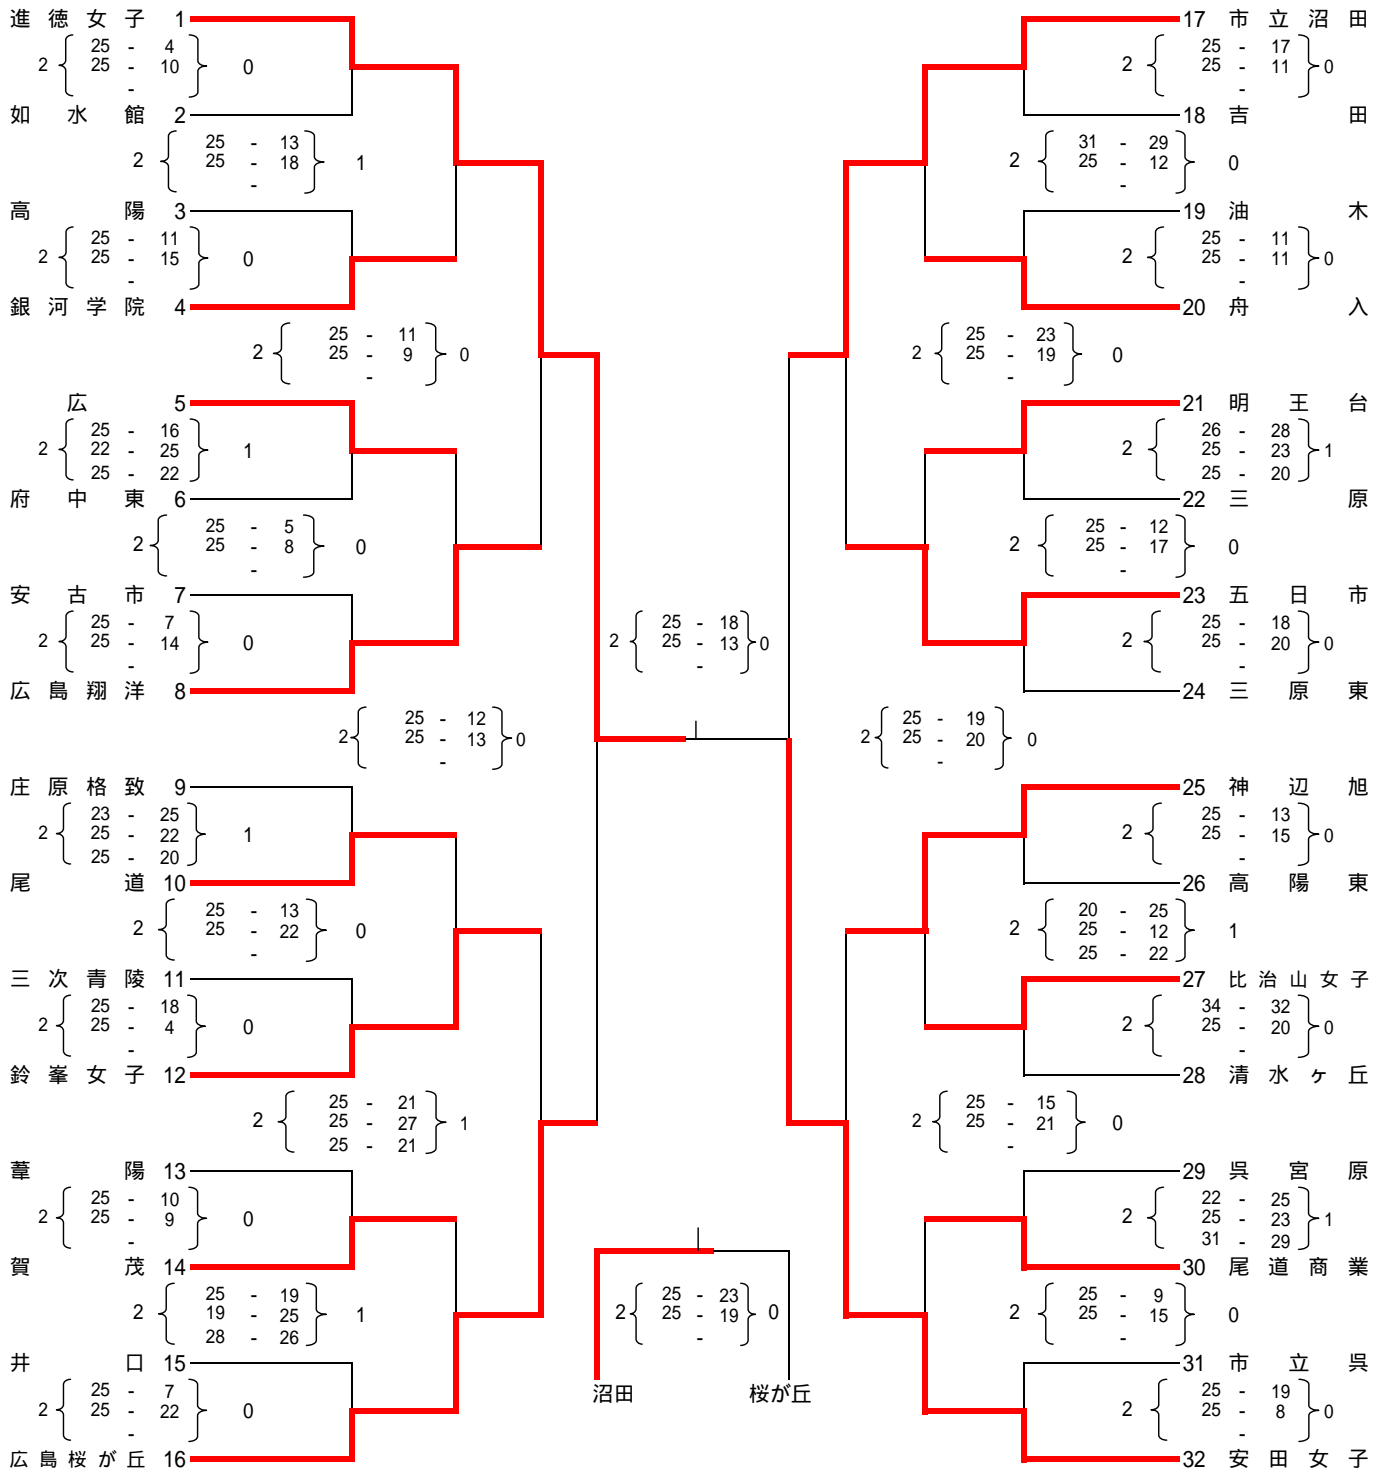 進徳女子 1
2 25 - 4 0
25 - 10
-
如水館 2
2 25 - 13 1
25 - 18
-
高陽 3
2 25 - 11 0
25 - 15
-
銀河学院 4
2 25 - 11 0
25 - 9
-
広 5
2 25 - 16 1
22 - 25
25 - 22
府中東 6
2 25 - 5 0
25 - 8
-
安古市 7
2 25 - 7 0
25 - 14
-
広島翔洋 8
2 25 - 12 0
25 - 13
-
庄原格致 9
2 23 - 25 1
25 - 22
25 - 20
尾道 10
2 25 - 13 0
25 - 22
-
三次青陵 11
2 25 - 18 0
25 - 4
-
鈴峯女子 12
2 25 - 21 1
25 - 27
25 - 21
葦陽 13
2 25 - 10 0
25 - 9
-
賀茂 14
2 25 - 19 1
19 - 25
28 - 26
井口 15
2 25 - 7 0
25 - 22
-
広島桜が丘 16
2 25 - 18 0
25 - 13
-
2 25 - 23 0
25 - 19
-
沼田 桜が丘
17 市立沼田
2 25 - 17 0
25 - 11
-
18 吉田
2 31 - 29 0
25 - 12
-
19 油木
2 25 - 11 0
25 - 11
-
20 舟入
2 25 - 23 0
25 - 19
-
21 明王台
2 26 - 28 1
25 - 23
25 - 20
22 三原
2 25 - 12 0
25 - 17
-
23 五日市
2 25 - 18 0
25 - 20
-
24 三原東
2 25 - 19 0
25 - 20
-
25 神辺旭
2 25 - 13 0
25 - 15
-
26 高陽東
2 20 - 25 1
25 - 12
25 - 22
27 比治山女子
2 34 - 32 0
25 - 20
-
28 清水ヶ丘
2 25 - 15 0
25 - 21
-
29 呉宮原
2 22 - 25 1
25 - 23
31 - 29
30 尾道商業
2 25 - 9 0
25 - 15
-
31 市立呉
2 25 - 19 0
25 - 8
-
32 安田女子